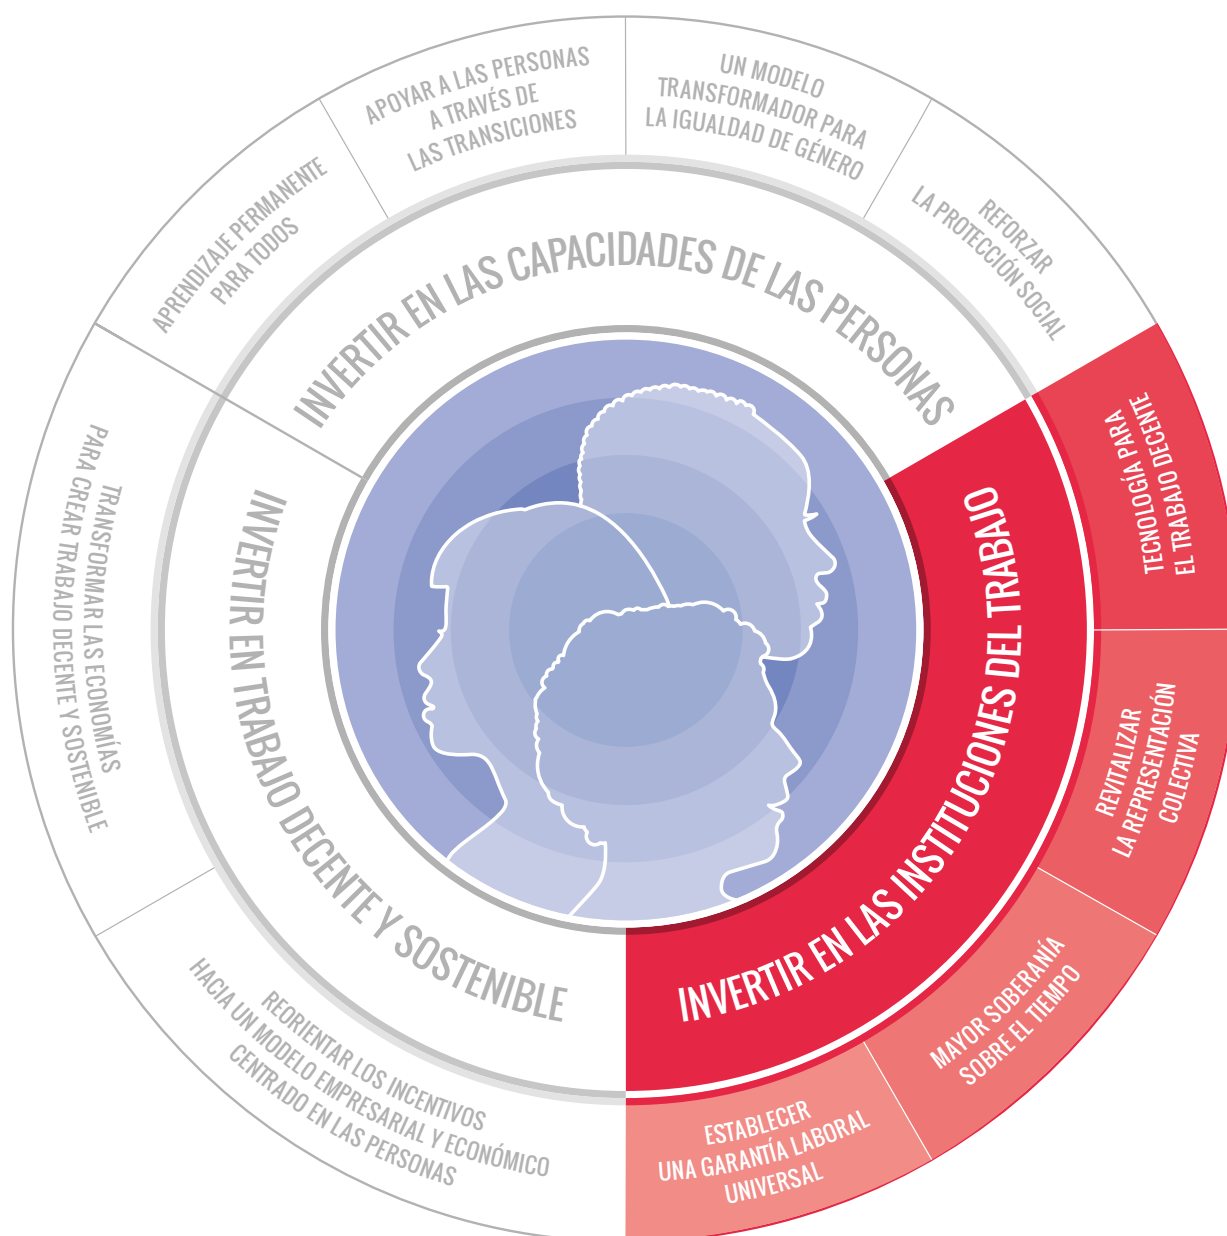 INVERTIR EN LAS CAPACIDADES DE LAS PERSONAS
APRENDIZAJE PERMANENTE
PARA TODOS
APOYAR A LAS PERSONAS
A TRAVÉS DE
LAS TRANSICIONES
UN MODELO
TRANSFORMADOR PARA
LA IGUALDAD DE GÉNERO
REFORZAR
LA PROTECCIÓN SOCIAL
INVERTIR EN LAS INSTITUCIONES DEL TRABAJO
TECNOLOGÍA PARA
EL TRABAJO DECENTE
REVITALIZAR
LA REPRESENTACIÓN
COLECTIVA
MAYOR SOBERANÍA
SOBRE EL TIEMPO
ESTABLECER
UNA GARANTÍA LABORAL
UNIVERSAL
INVERTIR EN TRABAJO DECENTE Y SOSTENIBLE
TRANSFORMAR LAS ECONOMÍAS
PARA CREAR TRABAJO DECENTE Y SOSTENIBLE
REORIENTAR LOS INCENTIVOS
HACIA UN MODELO EMPRESARIAL Y ECONÓMICO
CENTRADO EN LAS PERSONAS